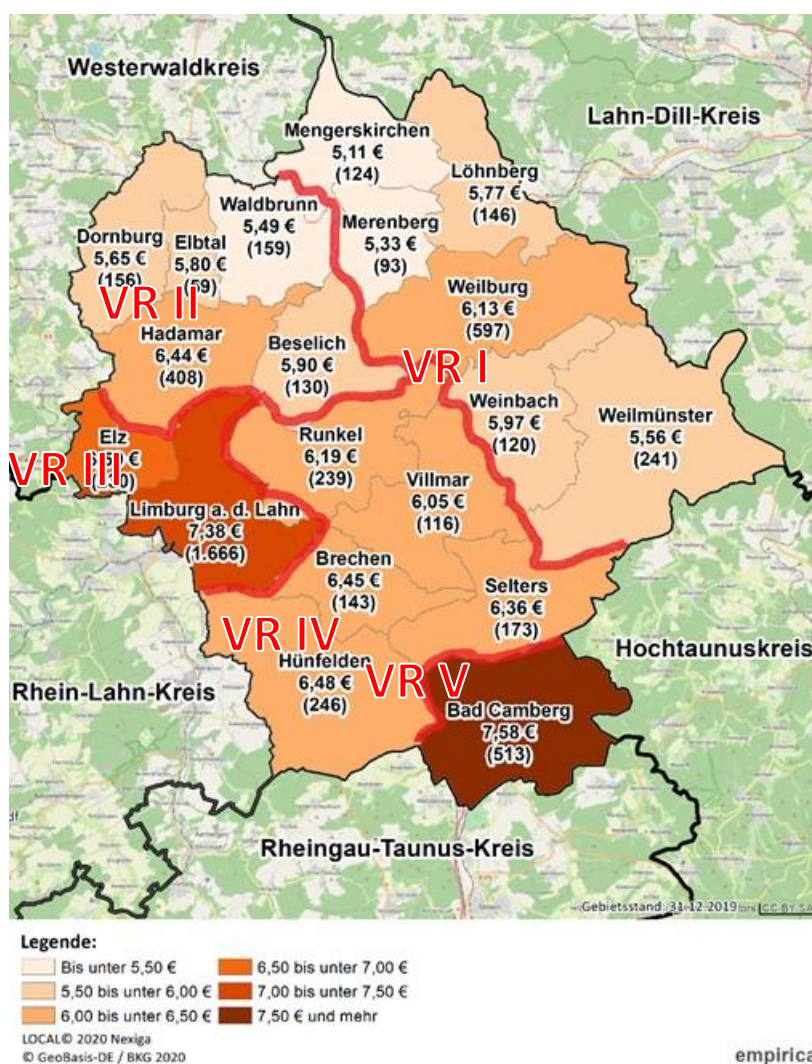 Westerwaldkreis
Lahn-Dill-Kreis
Mengerskirchen
5,11 €
(124)
Löhnberg
5,77 €
(146)
Waldbrunn
5,49 €
(159)
Merenberg
5,33 €
(93)
Dornburg
5,65 €
(156)
Elbtal
5,80 €
VR II
Weilburg
6,13 €
(597)
Hadamar
6,44 €
(408)
Beselich
5,90 €
(130)
VR I
Weinbach
5,97 €
(120)
Weilmünster
5,56 €
(241)
Elz
VR III
Runkel
6,19 €
(239)
Villmar
6,05 €
(116)
Limburg a. d. Lahn
7,38 €
(1.666)
Brechen
6,45 €
(143)
Selters
6,36 €
(173)
VR IV
Hünfelden
6,48 €
(246)
VR V
Hochtaunuskreis
Rhein-Lahn-Kreis
Bad Camberg
7,58 €
(513)
Rheingau-Taunus-Kreis
Gebietsstand: 31.12.2019
CC BY-SA
Legende:
Bis unter 5,50 €
5,50 bis unter 6,00 €
6,00 bis unter 6,50 €
6,50 bis unter 7,00 €
7,00 bis unter 7,50 €
7,50 € und mehr
LOCAL© 2020 Nexiga
© GeoBasis-DE / BKG 2020
empirica